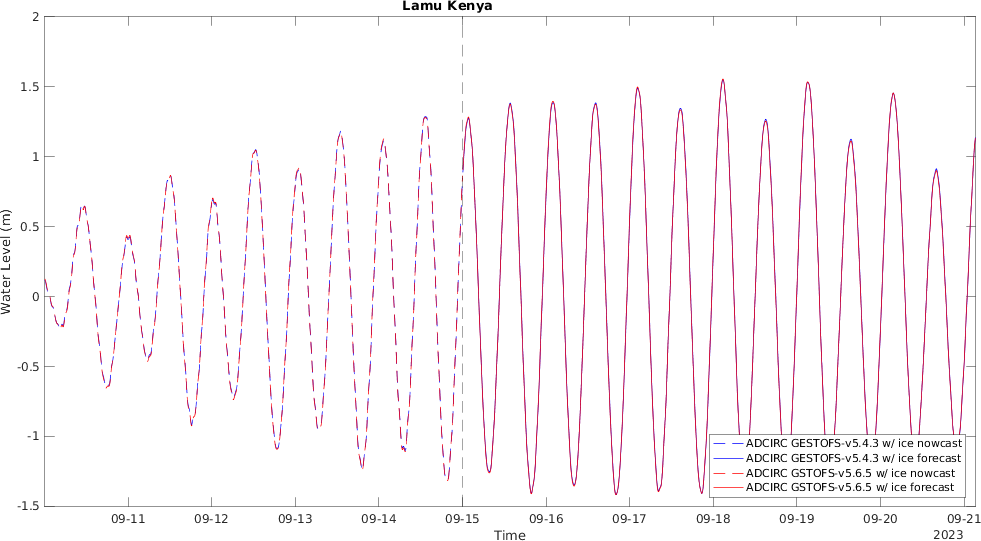 Lamu Kenya
2
1.5
1
0.5
0
-0.5
-1
-1.5
Water Level (m)
09-11 09-12 09-13 09-14 09-15 09-16 09-17 09-18 09-19 09-20 09-21
2023
Time
ADCIRC GESTOFS-v5.4.3 w/ ice nowcast
ADCIRC GESTOFS-v5.4.3 w/ ice forecast
ADCIRC GSTOFS-v5.6.5 w/ ice nowcast
ADCIRC GSTOFS-v5.6.5 w/ ice forecast